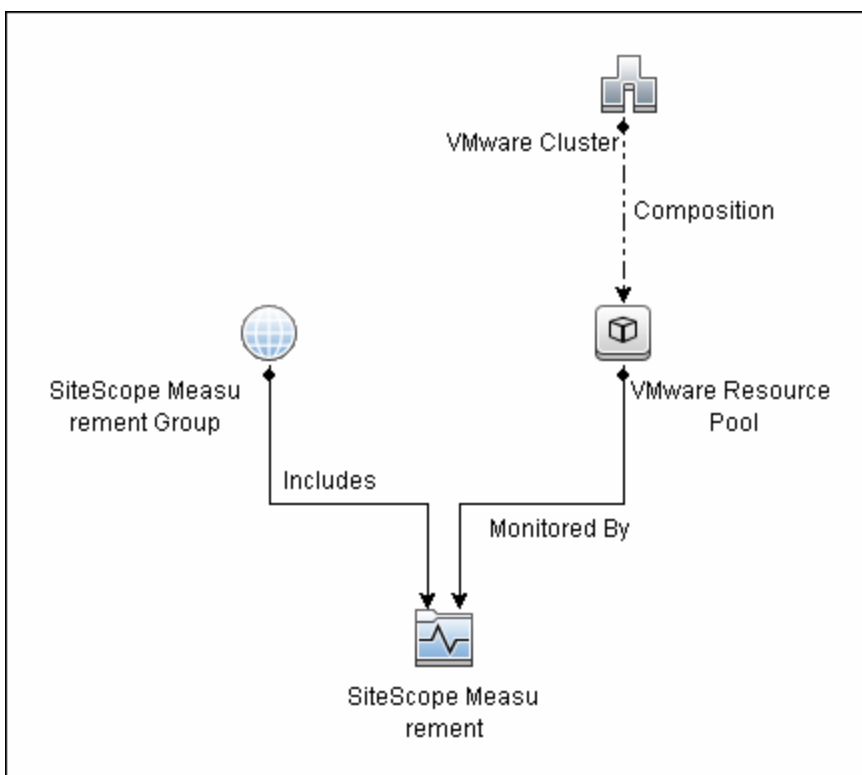 VMware Cluster
Composition
SiteScope Measu
rement Group
VMware Resource
Pool
Includes
Monitored By
SiteScope Measu
rement